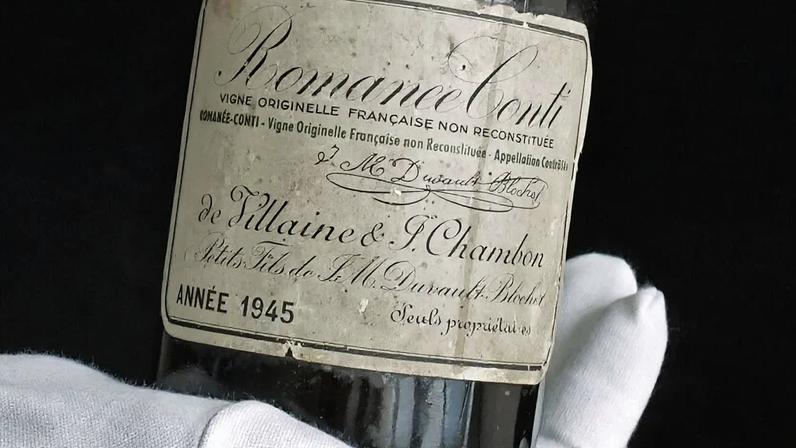 Romanée Conti
VIGNE ORIGINELLE FRANÇAISE NON RECONSTITUÉE
ROMANÉE-CONTI - Vigne Originelle Française non Reconstituée - Appellation Contrôlée
J. M. Duvault Blochet
de Villaine & J. Chambon
Petits Fils de J. M. Duvault-Blochet
ANNÉE 1945
Seuls propriétaires